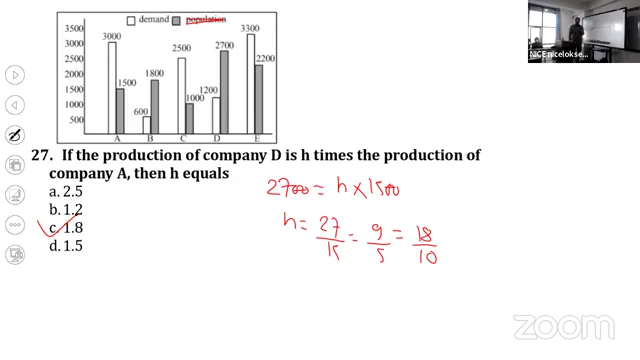 demand population
3500
3000
2500
2000
1500
1000
500
3000
1500
600
1800
2500
1000
1200
2700
3300
2200
A B C D E
27. If the production of company D is h times the production of
company A, then h equals
a. 2.5
b. 1.2
c. 1.8
d. 1.5
2700 = h × 1500
h = 27/15 = 9/5 = 18/10
NICE nicelokse...
zoom